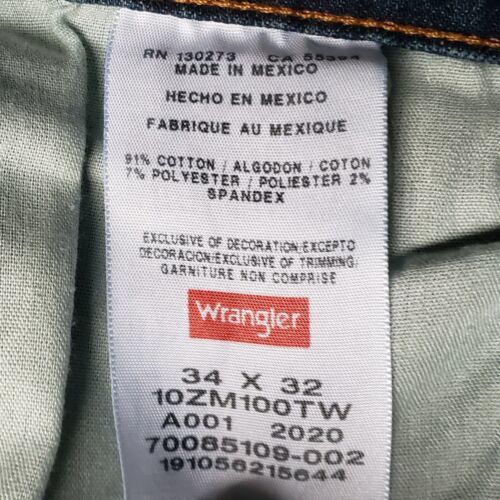 RN 130273 CA
MADE IN MEXICO
HECHO EN MEXICO
FABRIQUE AU MEXIQUE
91% COTTON / ALGODON / COTON
7% POLYESTER / POLIESTER 2%
SPANDEX
EXCLUSIVE OF DECORATION/EXCEPTO
DECORACION/EXCLUSIVE OF TRIMMING/
GARNITURE NON COMPRISE
Wrangler
34 X 32
10ZM100TW
A001 2020
70085109-002
191056215644